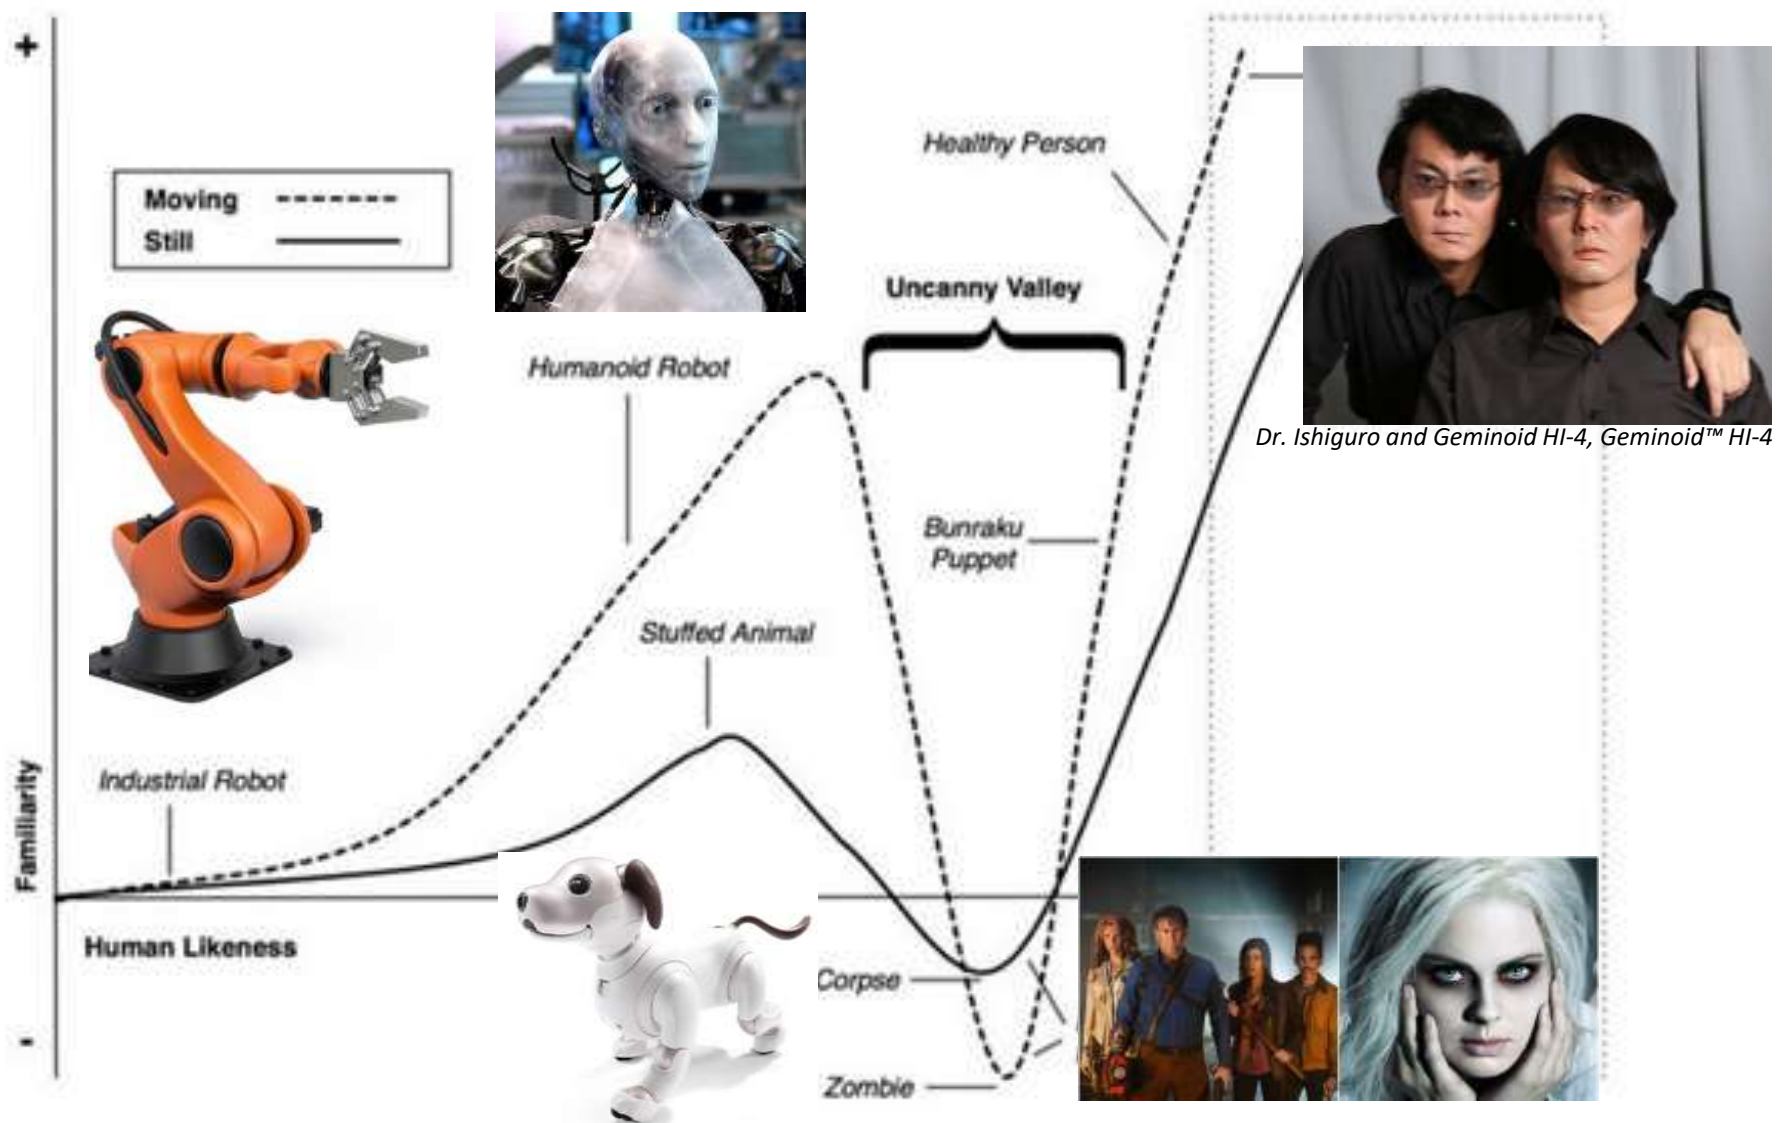 +
Healthy Person
Moving
Still
Uncanny Valley
Humanoid Robot
Dr. Ishiguro and Geminoid HI-4, Geminoid™ HI-4
Bunraku
Puppet
Stuffed Animal
Industrial Robot
Familiarity
Human Likeness
Corpse
-
Zombie